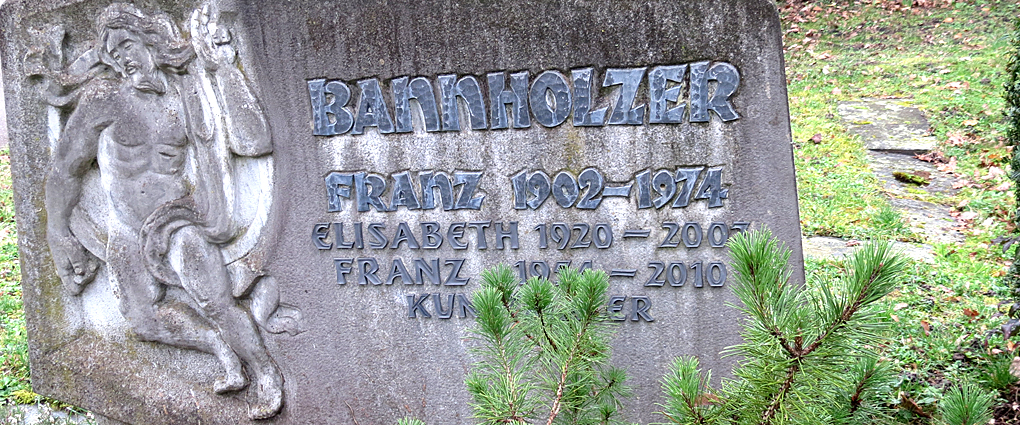 BANNHOLZER
FRANZ 1902–1974
ELISABETH 1920 – 2007
FRANZ – 2010